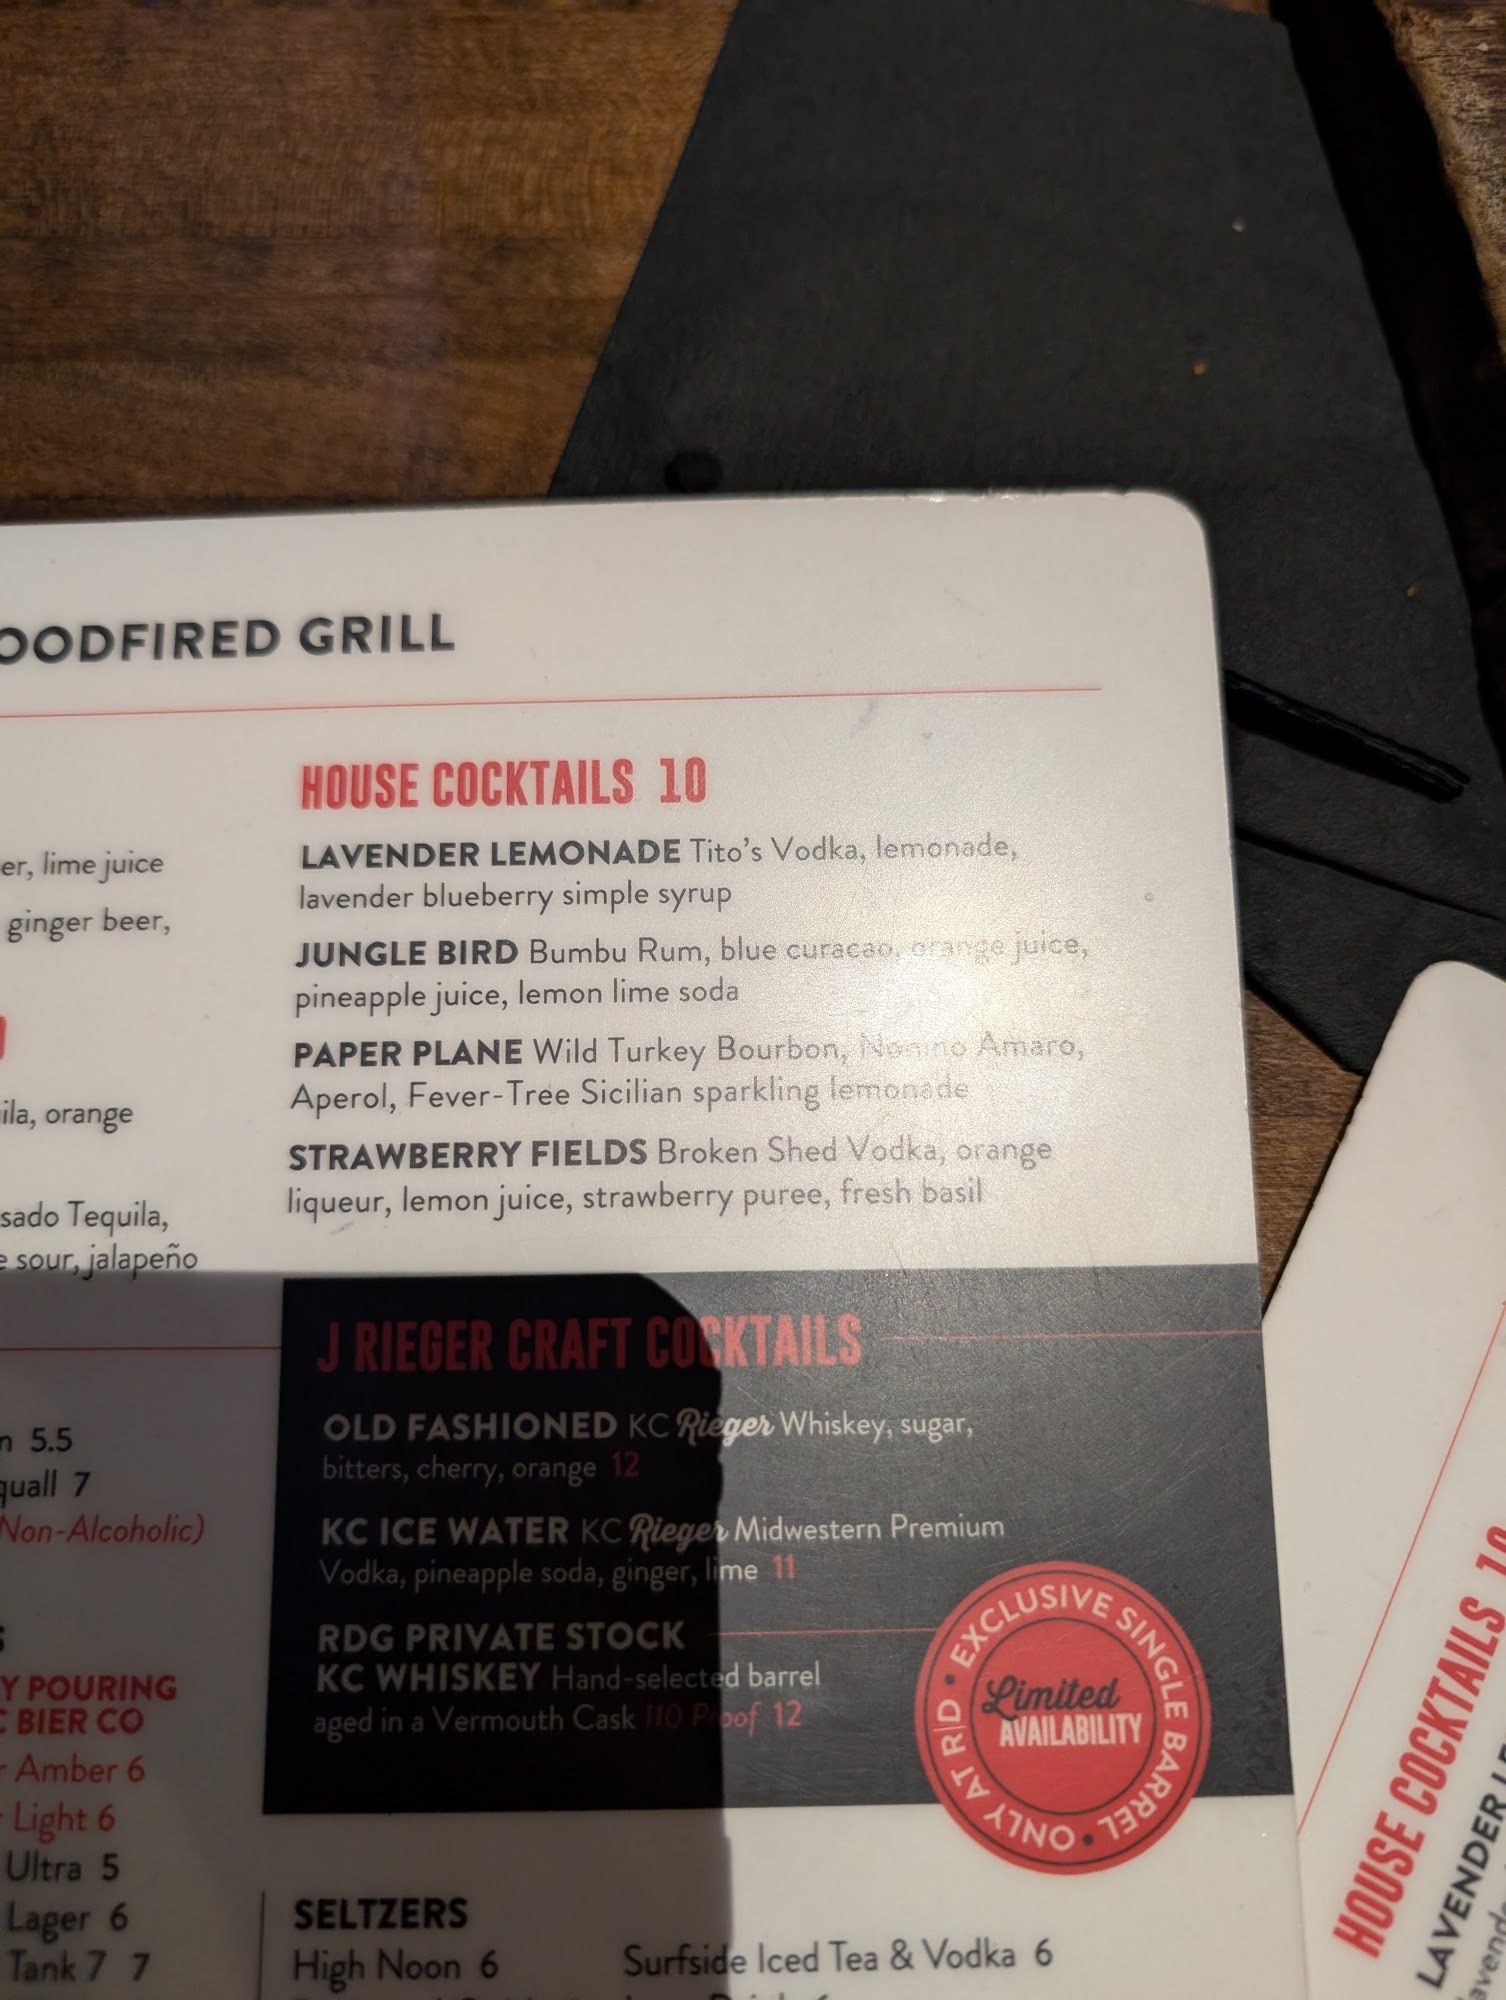 OODFIRED GRILL
er, lime juice
ginger beer,
ila, orange
sado Tequila,
e sour, jalapeño
HOUSE COCKTAILS 10
LAVENDER LEMONADE Tito's Vodka, lemonade,
lavender blueberry simple syrup
JUNGLE BIRD Bumbu Rum, blue curacao, orange juice,
pineapple juice, lemon lime soda
PAPER PLANE Wild Turkey Bourbon, Nonino Amaro,
Aperol, Fever-Tree Sicilian sparkling lemonade
STRAWBERRY FIELDS Broken Shed Vodka, orange
liqueur, lemon juice, strawberry puree, fresh basil
J RIEGER CRAFT COCKTAILS
OLD FASHIONED KC Rieger Whiskey, sugar,
bitters, cherry, orange 12
KC ICE WATER KC Rieger Midwestern Premium
Vodka, pineapple soda, ginger, lime 11
RDG PRIVATE STOCK
KC WHISKEY Hand-selected barrel
aged in a Vermouth Cask 110 Proof 12
EXCLUSIVE SINGLE BARREL • ONLY AT R|D •
Limited
AVAILABILITY
n 5.5
quall 7
Non-Alcoholic)
Y POURING
C BIER CO
r Amber 6
Light 6
Ultra 5
Lager 6
Tank 7 7
SELTZERS
High Noon 6
Surfside Iced Tea & Vodka 6
HOUSE COCKTAILS 10
LAVENDER LE
lavende